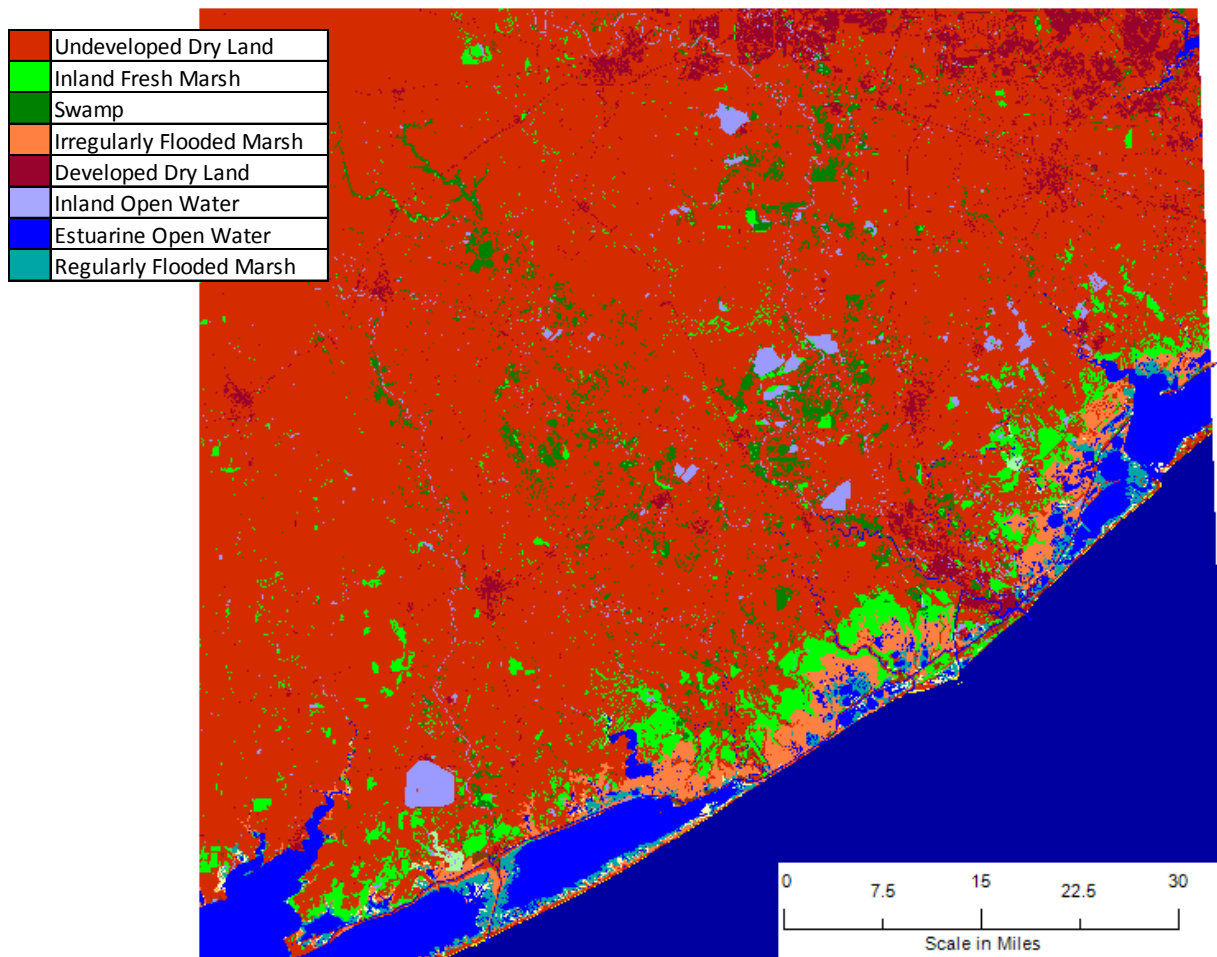 Undeveloped Dry Land
Inland Fresh Marsh
Swamp
Irregularly Flooded Marsh
Developed Dry Land
Inland Open Water
Estuarine Open Water
Regularly Flooded Marsh
0 7.5 15 22.5 30
Scale in Miles